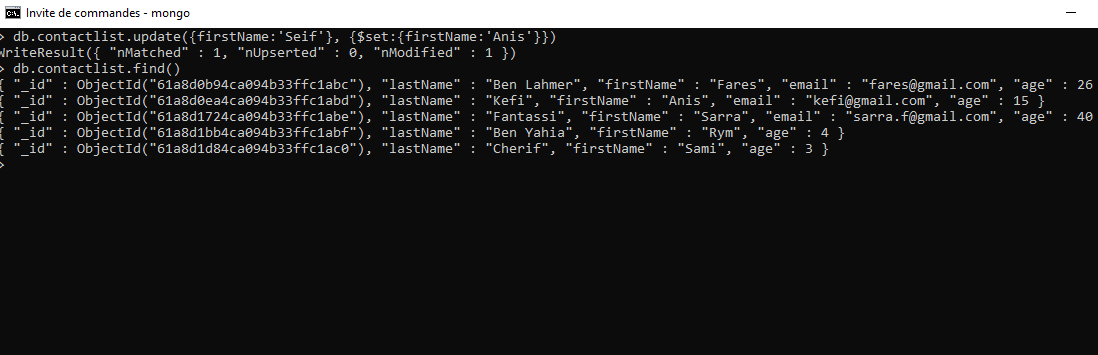 Invite de commandes - mongo
> db.contactlist.update({firstName:'Seif'}, {$set:{firstName:'Anis'}})
WriteResult({ "nMatched" : 1, "nUpserted" : 0, "nModified" : 1 })
> db.contactlist.find()
{ "_id" : ObjectId("61a8d0b94ca094b33ffc1abc"), "lastName" : "Ben Lahmer", "firstName" : "Fares", "email" : "fares@gmail.com", "age" : 26
{ "_id" : ObjectId("61a8d0ea4ca094b33ffc1abd"), "lastName" : "Kefi", "firstName" : "Anis", "email" : "kefi@gmail.com", "age" : 15 }
{ "_id" : ObjectId("61a8d1724ca094b33ffc1abe"), "lastName" : "Fantassi", "firstName" : "Sarra", "email" : "sarra.f@gmail.com", "age" : 40
{ "_id" : ObjectId("61a8d1bb4ca094b33ffc1abf"), "lastName" : "Ben Yahia", "firstName" : "Rym", "age" : 4 }
{ "_id" : ObjectId("61a8d1d84ca094b33ffc1ac0"), "lastName" : "Cherif", "firstName" : "Sami", "age" : 3 }
>